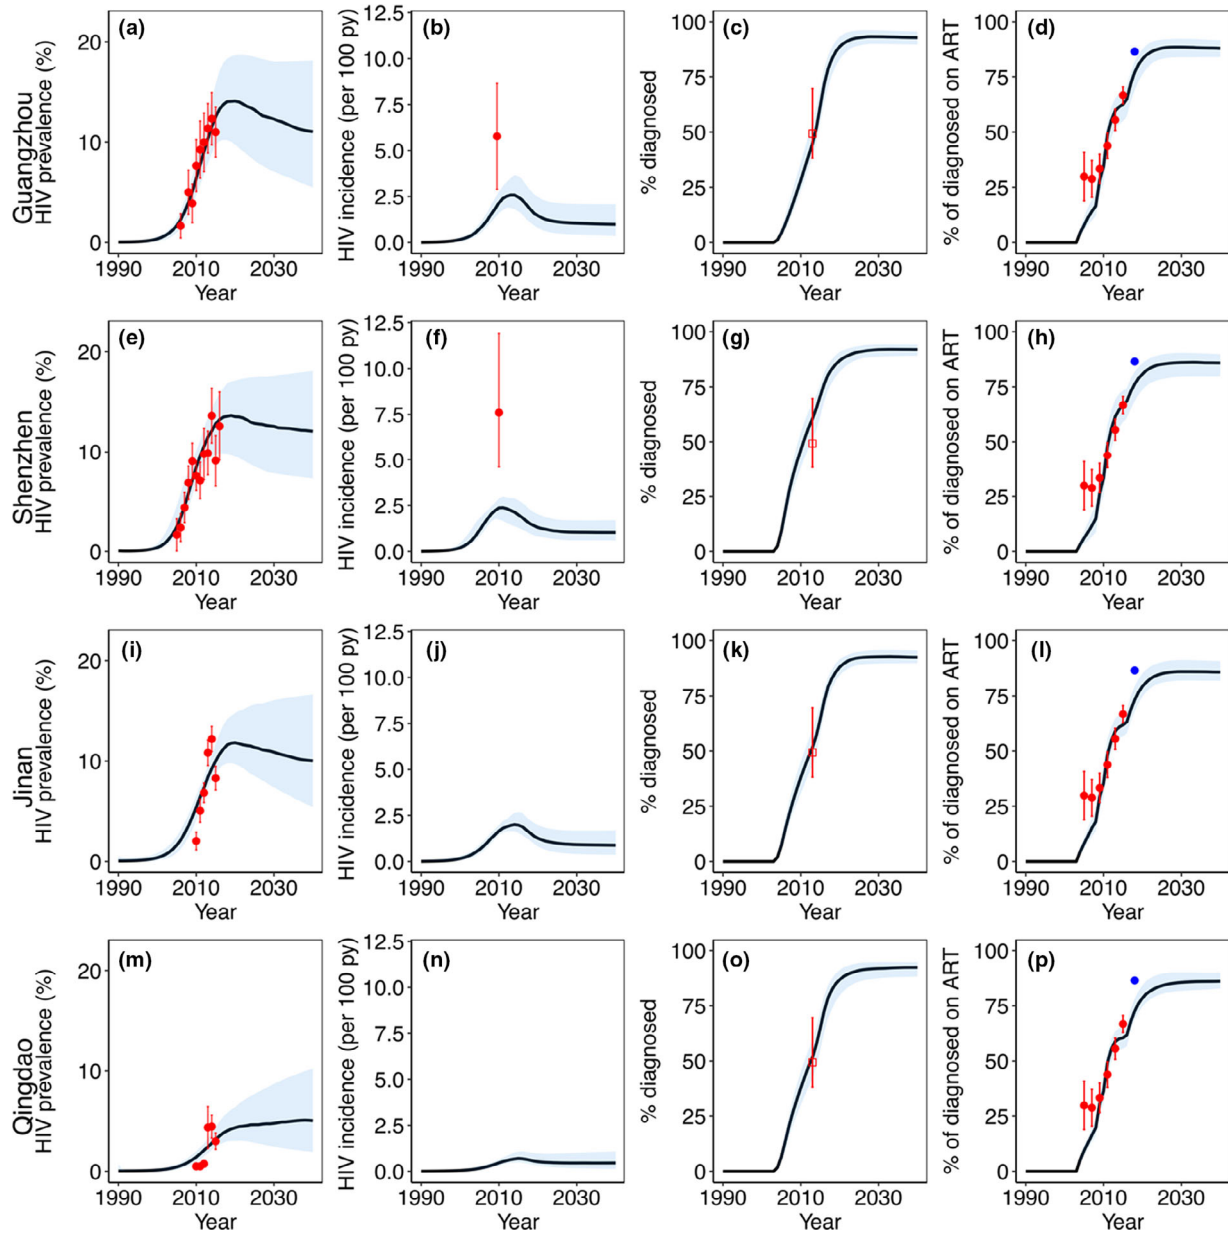 Guangzhou
HIV prevalence (%)
(a)
20
10
0
1990 2010 2030
Year
HIV incidence (per 100 py)
(b)
12.5
10.0
7.5
5.0
2.5
0.0
1990 2010 2030
Year
% diagnosed
(c)
100
75
50
25
0
1990 2010 2030
Year
% of diagnosed on ART
(d)
100
75
50
25
0
1990 2010 2030
Year
Shenzhen
HIV prevalence (%)
(e)
20
10
0
1990 2010 2030
Year
HIV incidence (per 100 py)
(f)
12.5
10.0
7.5
5.0
2.5
0.0
1990 2010 2030
Year
% diagnosed
(g)
100
75
50
25
0
1990 2010 2030
Year
% of diagnosed on ART
(h)
100
75
50
25
0
1990 2010 2030
Year
Jinan
HIV prevalence (%)
(i)
20
10
0
1990 2010 2030
Year
HIV incidence (per 100 py)
(j)
12.5
10.0
7.5
5.0
2.5
0.0
1990 2010 2030
Year
% diagnosed
(k)
100
75
50
25
0
1990 2010 2030
Year
% of diagnosed on ART
(l)
100
75
50
25
0
1990 2010 2030
Year
Qingdao
HIV prevalence (%)
(m)
20
10
0
1990 2010 2030
Year
HIV incidence (per 100 py)
(n)
12.5
10.0
7.5
5.0
2.5
0.0
1990 2010 2030
Year
% diagnosed
(o)
100
75
50
25
0
1990 2010 2030
Year
% of diagnosed on ART
(p)
100
75
50
25
0
1990 2010 2030
Year